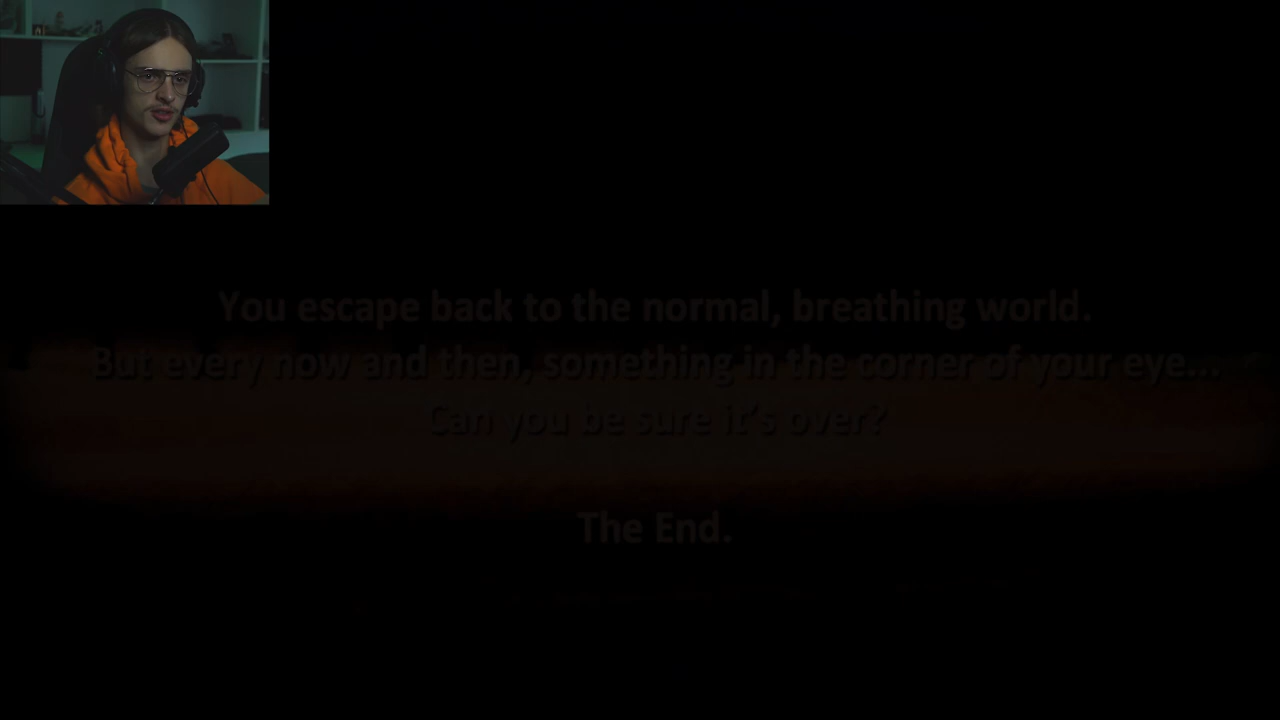 You escape back to the normal, breathing world.
But every now and then, something in the corner of your eye...
Can you be sure it's over?
The End.